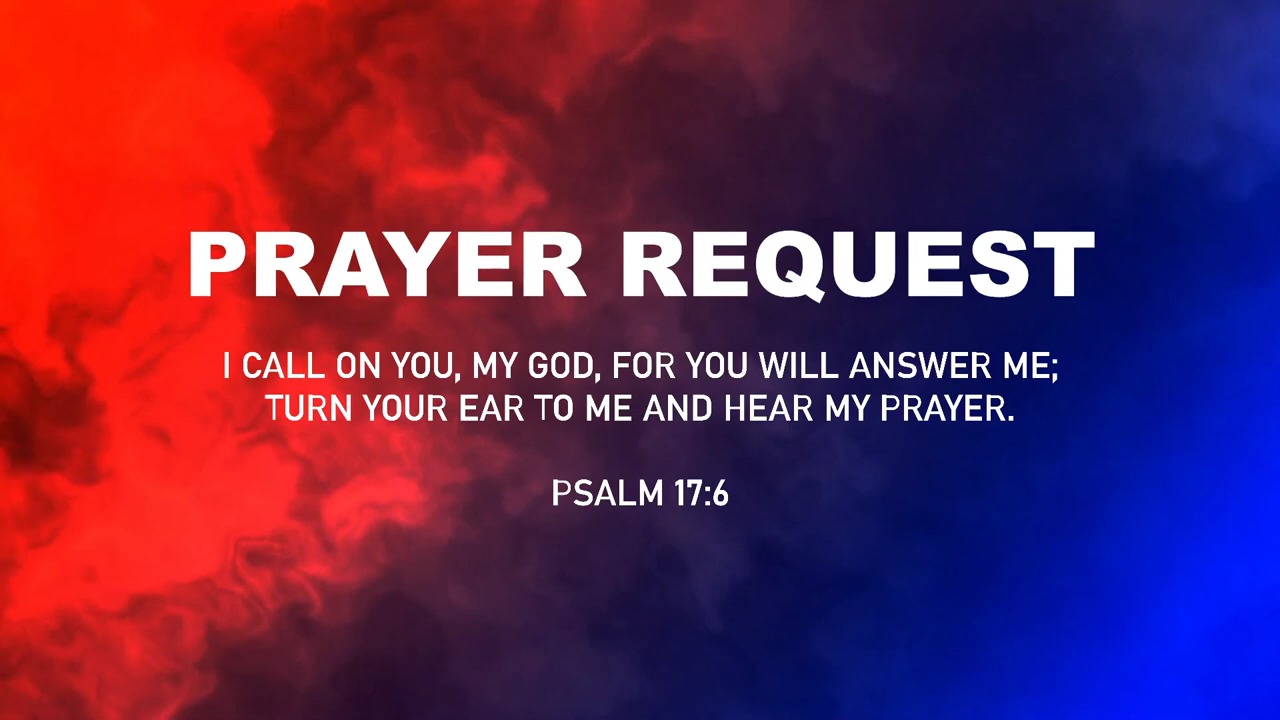 PRAYER REQUEST
I CALL ON YOU, MY GOD, FOR YOU WILL ANSWER ME;
TURN YOUR EAR TO ME AND HEAR MY PRAYER.
PSALM 17:6